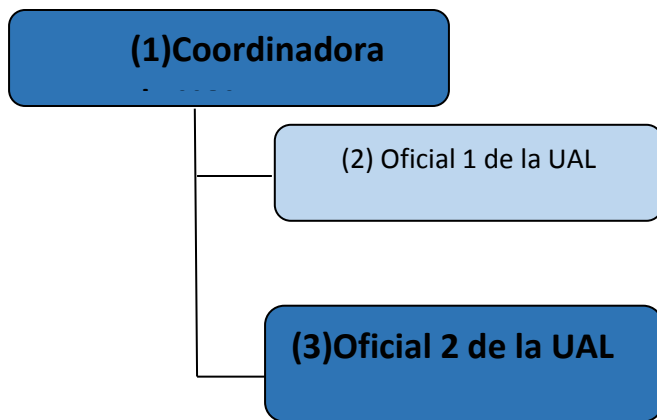 (1)Coordinadora
(2) Oficial 1 de la UAL
(3)Oficial 2 de la UAL